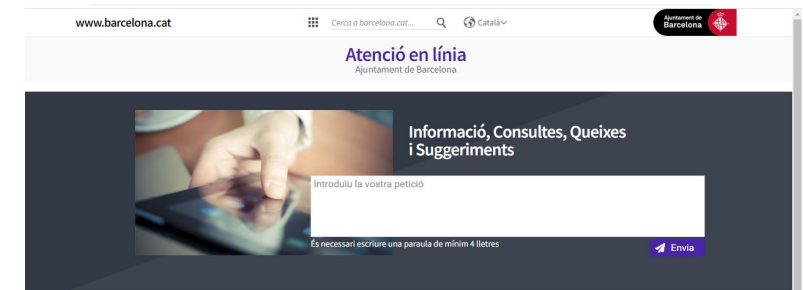 www.barcelona.cat
Cerca a barcelona.cat...
Català
Ajuntament de
Barcelona
Atenció en línia
Ajuntament de Barcelona
Informació, Consultes, Queixes
i Suggeriments
Introduïu la vostra petició
És necessari escriure una paraula de mínim 4 lletres
Envia